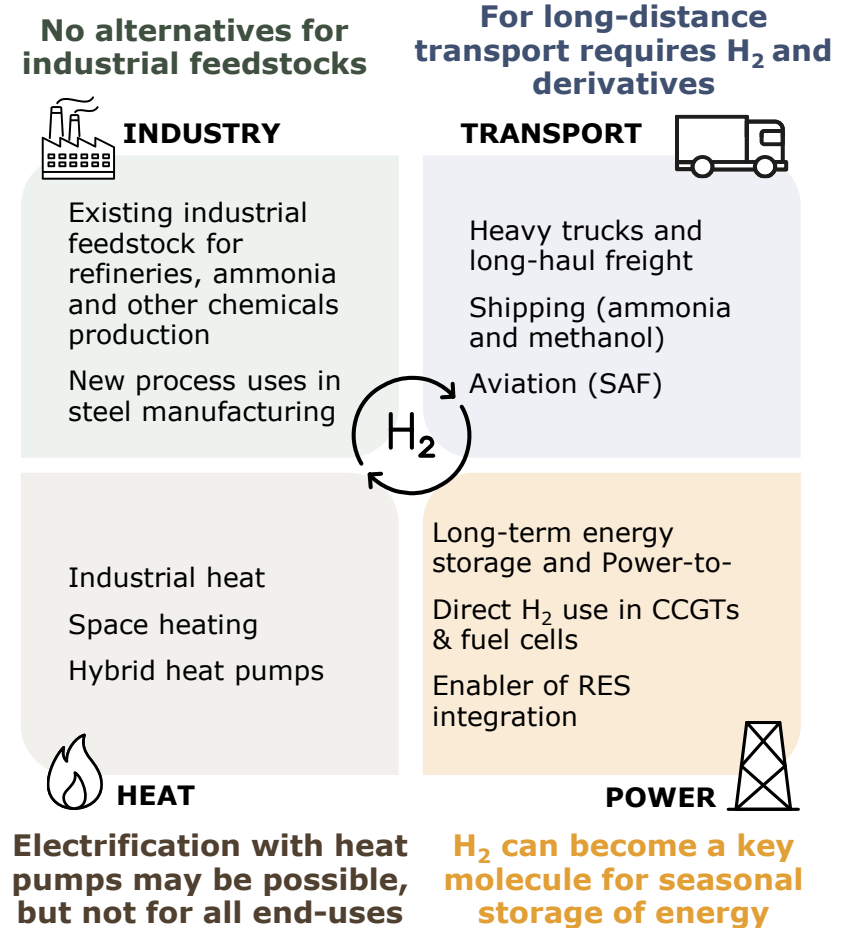 No alternatives for
industrial feedstocks
INDUSTRY
Existing industrial
feedstock for
refineries, ammonia
and other chemicals
production
New process uses in
steel manufacturing
For long-distance
transport requires H₂ and
derivatives
TRANSPORT
Heavy trucks and
long-haul freight
Shipping (ammonia
and methanol)
Aviation (SAF)
H₂
Industrial heat
Space heating
Hybrid heat pumps
HEAT
Electrification with heat
pumps may be possible,
but not for all end-uses
Long-term energy
storage and Power-to-
Direct H₂ use in CCGTs
& fuel cells
Enabler of RES
integration
POWER
H₂ can become a key
molecule for seasonal
storage of energy